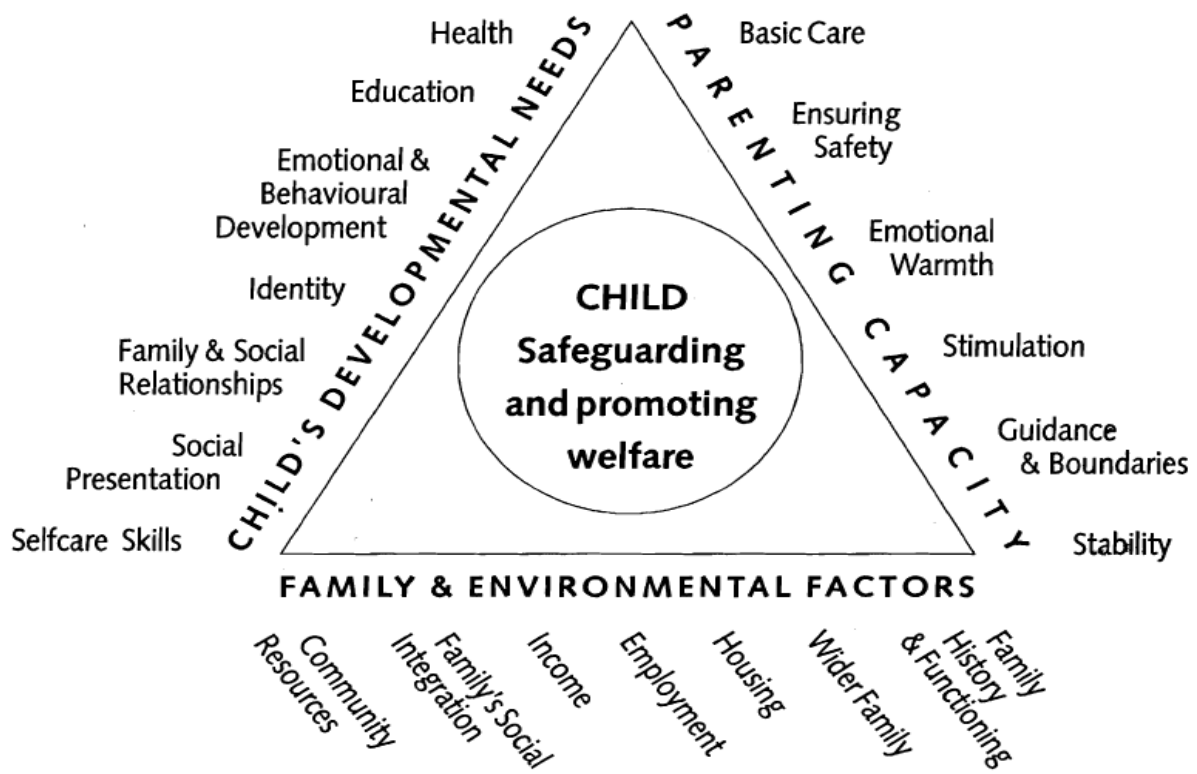 Health
Education
Emotional &
Behavioural
Development
Identity
Family & Social
Relationships
Social
Presentation
Selfcare Skills
CHILD'S DEVELOPMENTAL NEEDS
PARENTING CAPACITY
Basic Care
Ensuring
Safety
Emotional
Warmth
Stimulation
Guidance
& Boundaries
Stability
CHILD
Safeguarding
and promoting
welfare
FAMILY & ENVIRONMENTAL FACTORS
Community
Resources
Family's Social
Integration
Income
Employment
Housing
Wider Family
Family
History
& Functioning